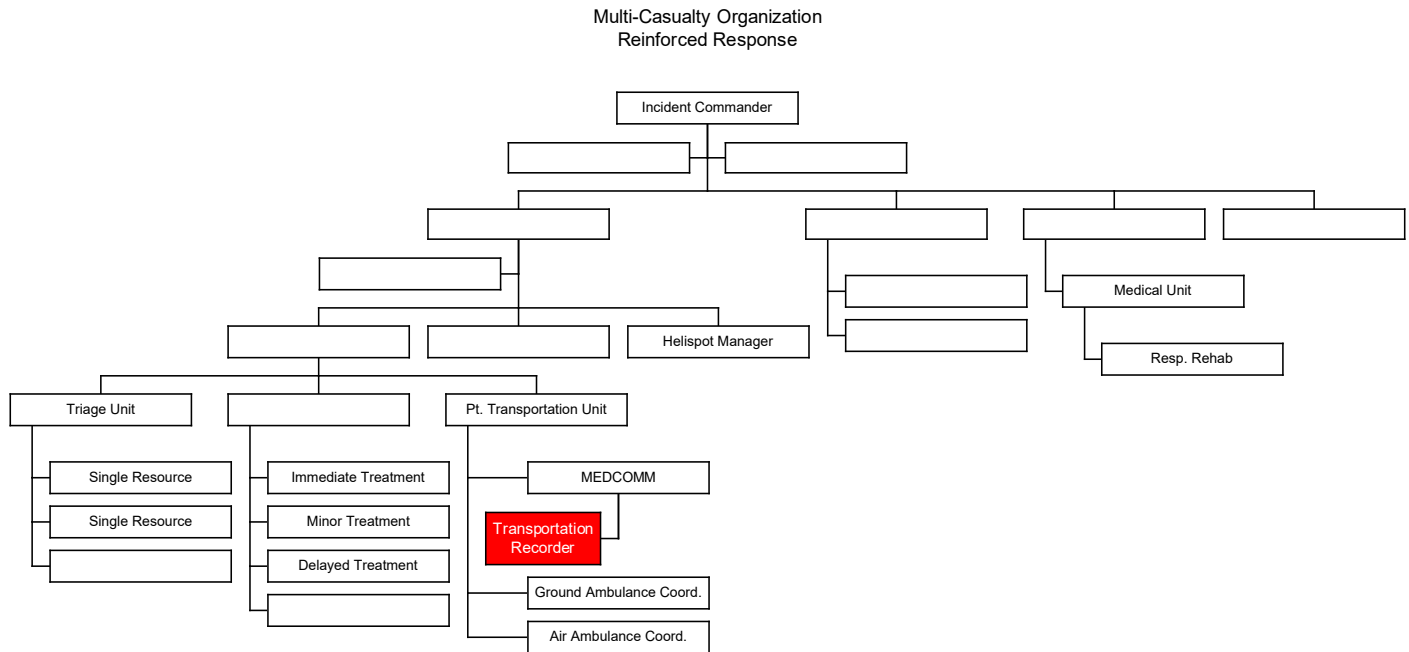 Multi-Casualty Organization
Reinforced Response
Incident Commander
Medical Unit
Helispot Manager
Resp. Rehab
Triage Unit
Pt. Transportation Unit
Single Resource
Immediate Treatment
MEDCOMM
Single Resource
Minor Treatment
Transportation
Recorder
Delayed Treatment
Ground Ambulance Coord.
Air Ambulance Coord.